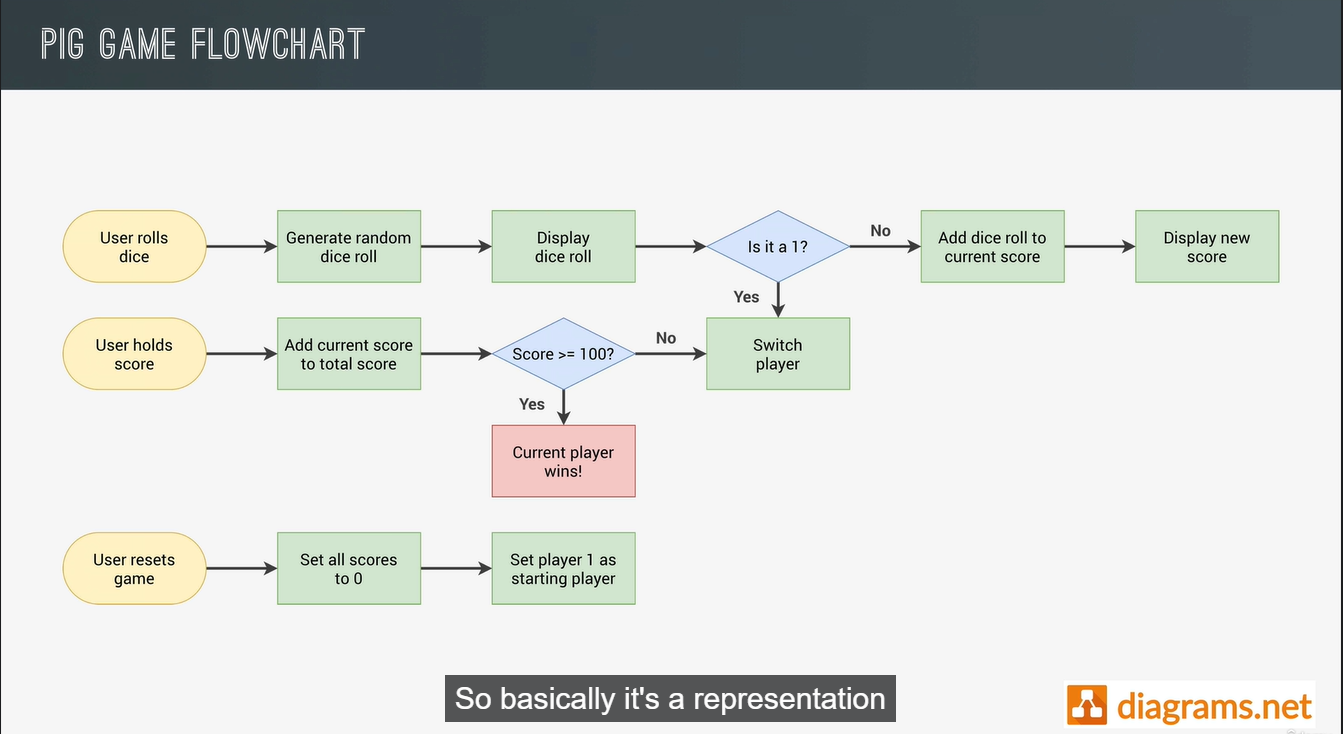 PIG GAME FLOWCHART
User rolls
dice
Generate random
dice roll
Display
dice roll
Is it a 1?
No
Add dice roll to
current score
Display new
score
Yes
User holds
score
Add current score
to total score
Score >= 100?
No
Switch
player
Yes
Current player
wins!
User resets
game
Set all scores
to 0
Set player 1 as
starting player
So basically it's a representation
diagrams.net